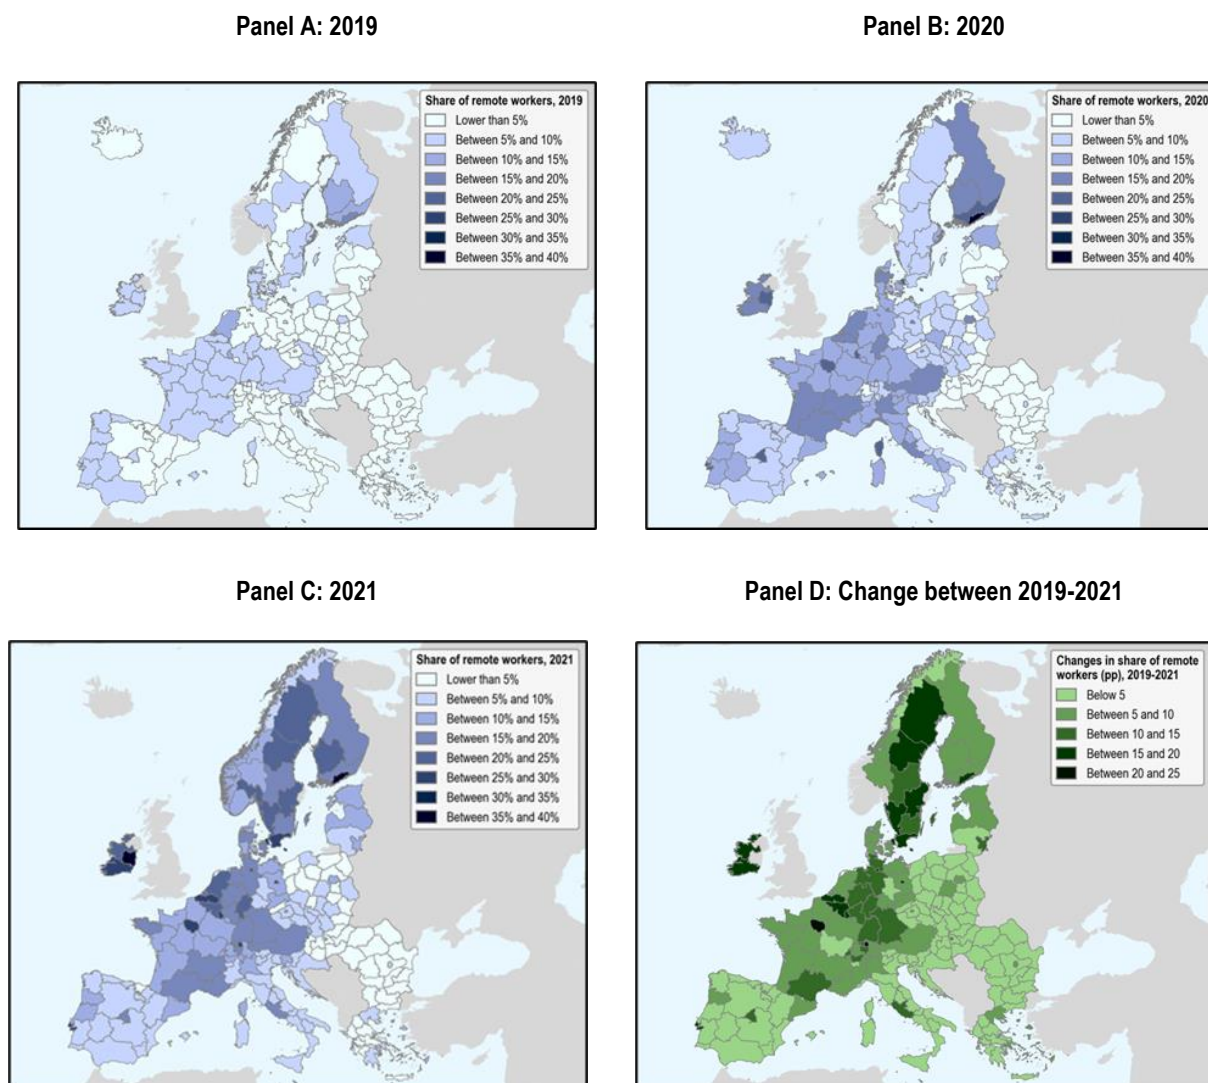 Panel A: 2019
Panel B: 2020
Share of remote workers, 2019
Lower than 5%
Between 5% and 10%
Between 10% and 15%
Between 15% and 20%
Between 20% and 25%
Between 25% and 30%
Between 30% and 35%
Between 35% and 40%
Share of remote workers, 2020
Lower than 5%
Between 5% and 10%
Between 10% and 15%
Between 15% and 20%
Between 20% and 25%
Between 25% and 30%
Between 30% and 35%
Between 35% and 40%
Panel C: 2021
Panel D: Change between 2019-2021
Share of remote workers, 2021
Lower than 5%
Between 5% and 10%
Between 10% and 15%
Between 15% and 20%
Between 20% and 25%
Between 25% and 30%
Between 30% and 35%
Between 35% and 40%
Changes in share of remote
workers (pp), 2019-2021
Below 5
Between 5 and 10
Between 10 and 15
Between 15 and 20
Between 20 and 25